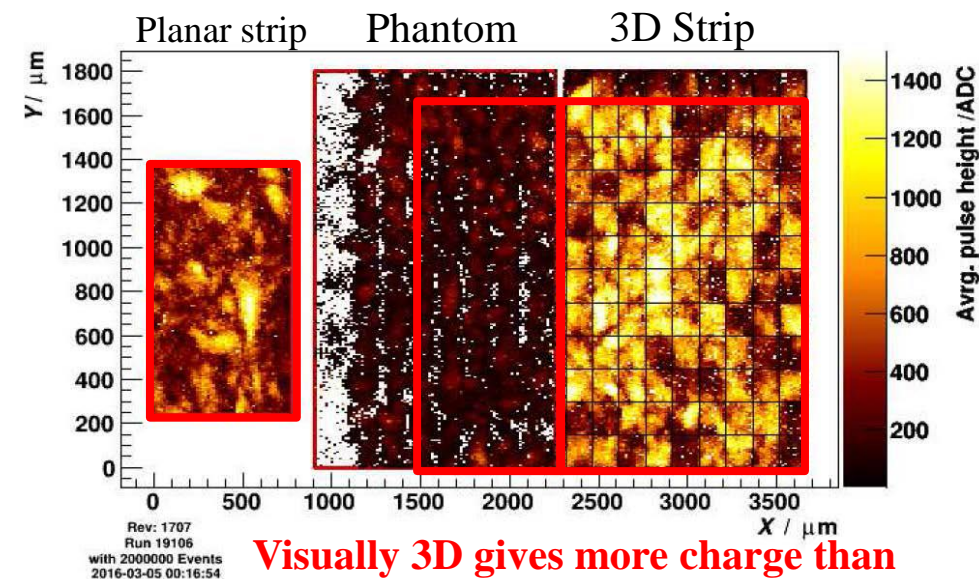 Planar strip Phantom 3D Strip
Y / μm
1800
1600
1400
1200
1000
800
600
400
200
0
0 500 1000 1500 2000 2500 3000 3500
X / μm
1400
1200
1000
800
600
400
200
Avrg. pulse height /ADC
Rev: 1707
Run 19106
with 2000000 Events
2016-03-05 00:16:54
Visually 3D gives more charge than